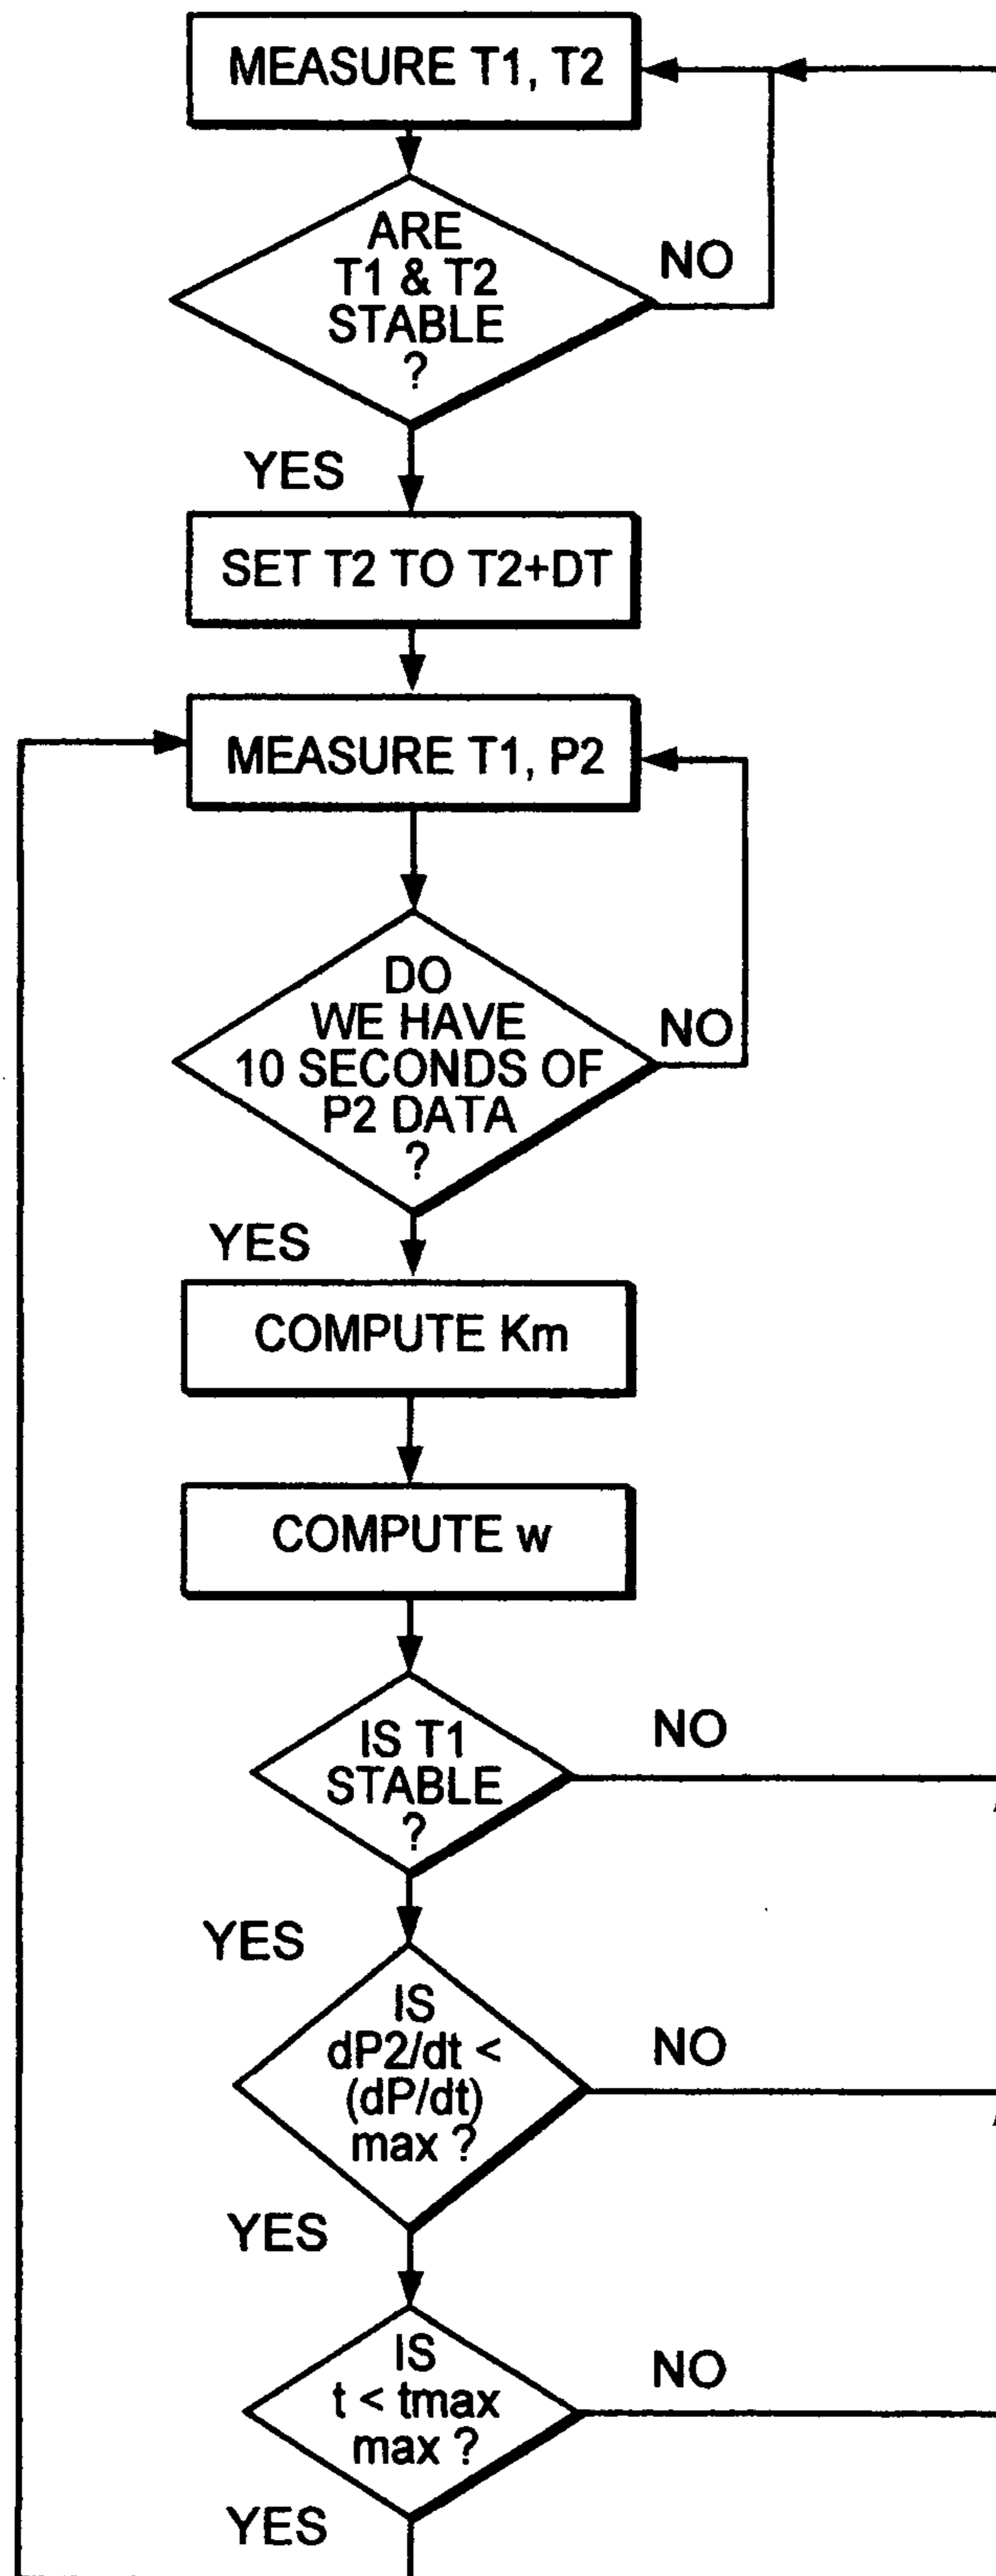 MEASURE T1, T2
ARE
T1 & T2
STABLE
?
NO
YES
SET T2 TO T2+DT
MEASURE T1, P2
DO
WE HAVE
10 SECONDS OF
P2 DATA
?
NO
YES
COMPUTE Km
COMPUTE w
IS T1
STABLE
?
NO
YES
IS
dP2/dt <
(dP/dt)
max ?
NO
YES
IS
t < tmax
max ?
NO
YES